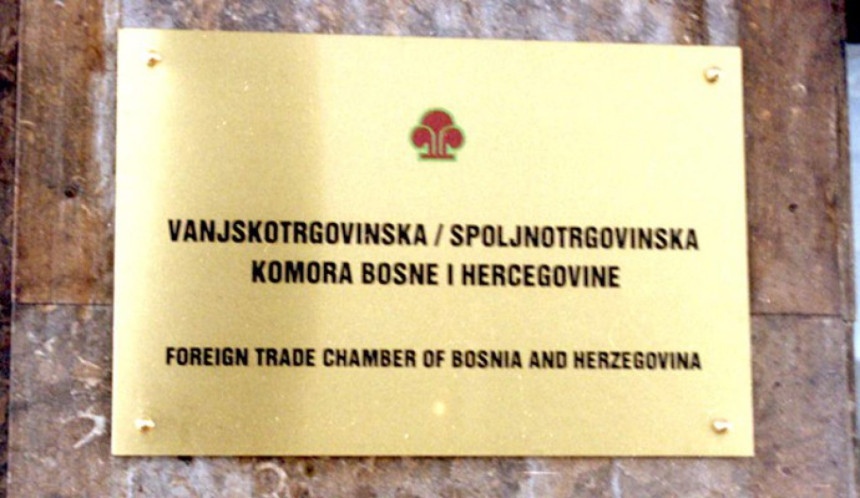 VANJSKOTRGOVINSKA / SPOLJNOTRGOVINSKA
KOMORA BOSNE I HERCEGOVINE
FOREIGN TRADE CHAMBER OF BOSNIA AND HERZEGOVINA